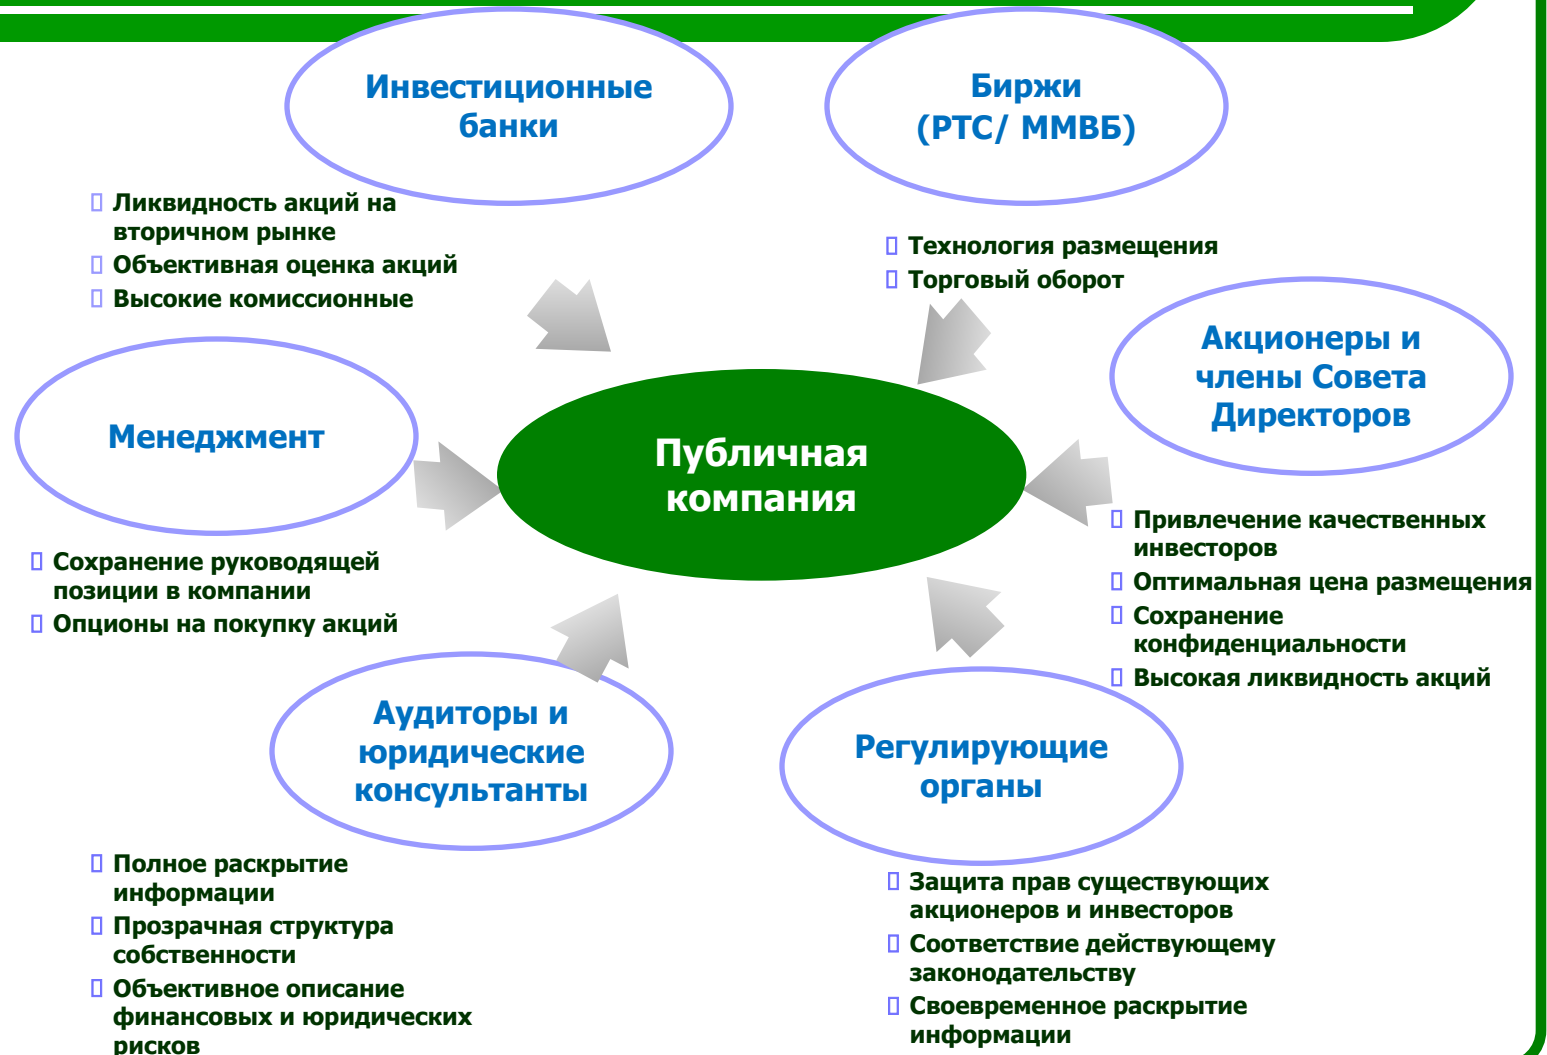 Инвестиционные
банки
Биржи
(РТС/ ММВБ)
Ликвидность акций на
вторичном рынке
Объективная оценка акций
Высокие комиссионные
Технология размещения
Торговый оборот
Акционеры и
члены Совета
Директоров
Менеджмент
Публичная
компания
Привлечение качественных
инвесторов
Оптимальная цена размещения
Сохранение
конфиденциальности
Высокая ликвидность акций
Сохранение руководящей
позиции в компании
Опционы на покупку акций
Аудиторы и
юридические
консультанты
Регулирующие
органы
Полное раскрытие
информации
Прозрачная структура
собственности
Объективное описание
финансовых и юридических
рисков
Защита прав существующих
акционеров и инвесторов
Соответствие действующему
законодательству
Своевременное раскрытие
информации